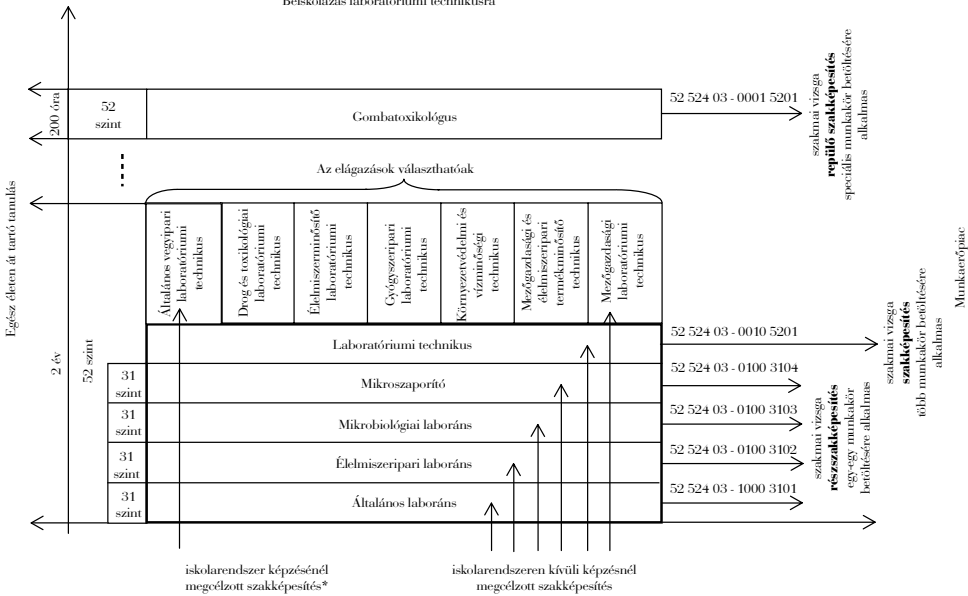 Beiskolázás laboratóriumi technikusra
Egész életen át tartó tanulás
200 óra
52
szint
Gombatoxikológus
52 524 03 - 0001 5201
szakmai vizsga
repülő szakképesítés
speciális munkakör betöltésére
alkalmas
Az elágazások választhatóak
Általános vegyipari
laboratóriumi
technikus
Drog és toxikológiai
laboratóriumi
technikus
Élelmiszerminősítő
laboratóriumi
technikus
Gyógyszeripari
laboratóriumi
technikus
Környezetvédelmi és
vízminőségi
technikus
Mezőgazdasági és
élelmiszeripari
termékminősítő
technikus
Mezőgazdasági
laboratóriumi
technikus
2 év
52 szint
Laboratóriumi technikus
52 524 03 - 0010 5201
szakmai vizsga
szakképesítés
több munkakör betöltésére
alkalmas
Munkaerőpiac
31
szint
Mikroszaporító
52 524 03 - 0100 3104
31
szint
Mikrobiológiai laboráns
52 524 03 - 0100 3103
31
szint
Élelmiszeripari laboráns
52 524 03 - 0100 3102
31
szint
Általános laboráns
52 524 03 - 1000 3101
szakmai vizsga
részszakképesítés
egy-egy munkakör
betöltésére alkalmas
iskolarendszer képzésénél
megcélzott szakképesítés*
iskolarendszeren kívüli képzésnél
megcélzott szakképesítés